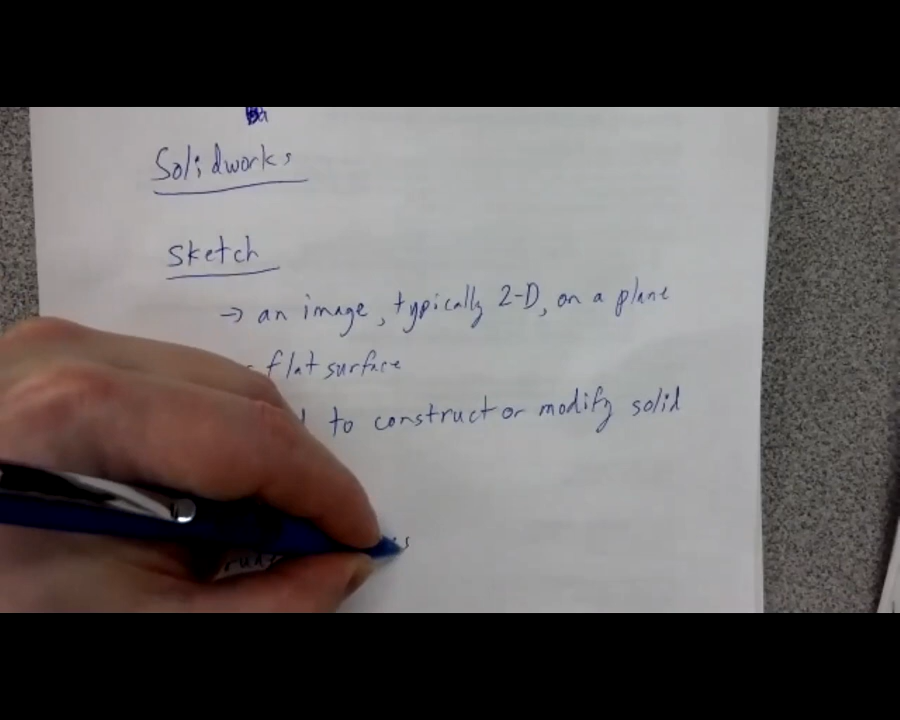 Solidworks
Sketch
→ an image, typically 2-D, on a plane
flat surface
to construct or modify solid